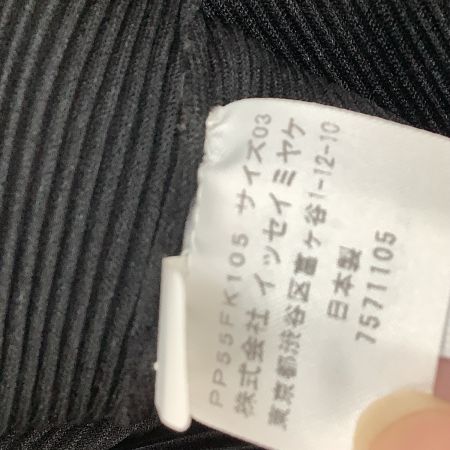 PP55FK105 サイズ03
株式会社 イッセイミヤケ
東京都渋谷区富ヶ谷1-12-10
日本製
7571105